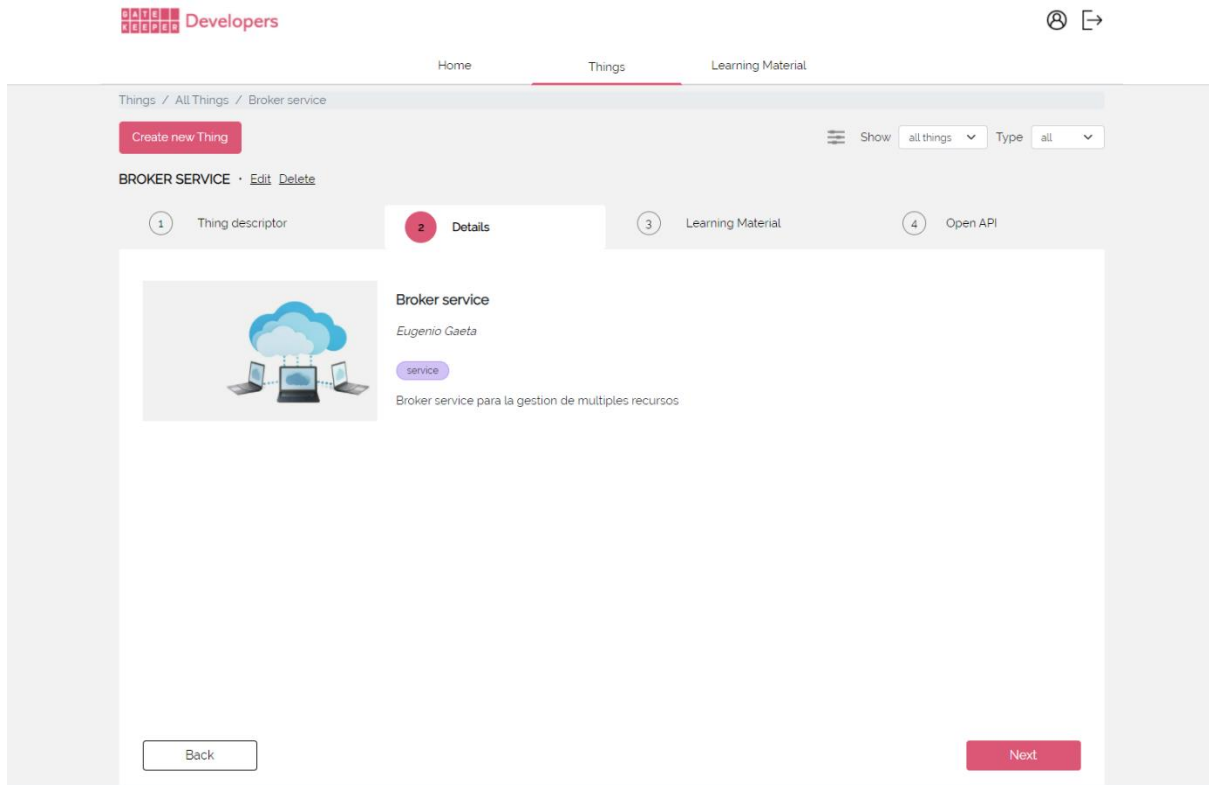 GATE KEEPER Developers
Home Things Learning Material
Things / All Things / Broker service
Create new Thing Show all things Type all
BROKER SERVICE · Edit Delete
1 Thing descriptor 2 Details 3 Learning Material 4 Open API
Broker service
Eugenio Gaeta
service
Broker service para la gestion de multiples recursos
Back Next